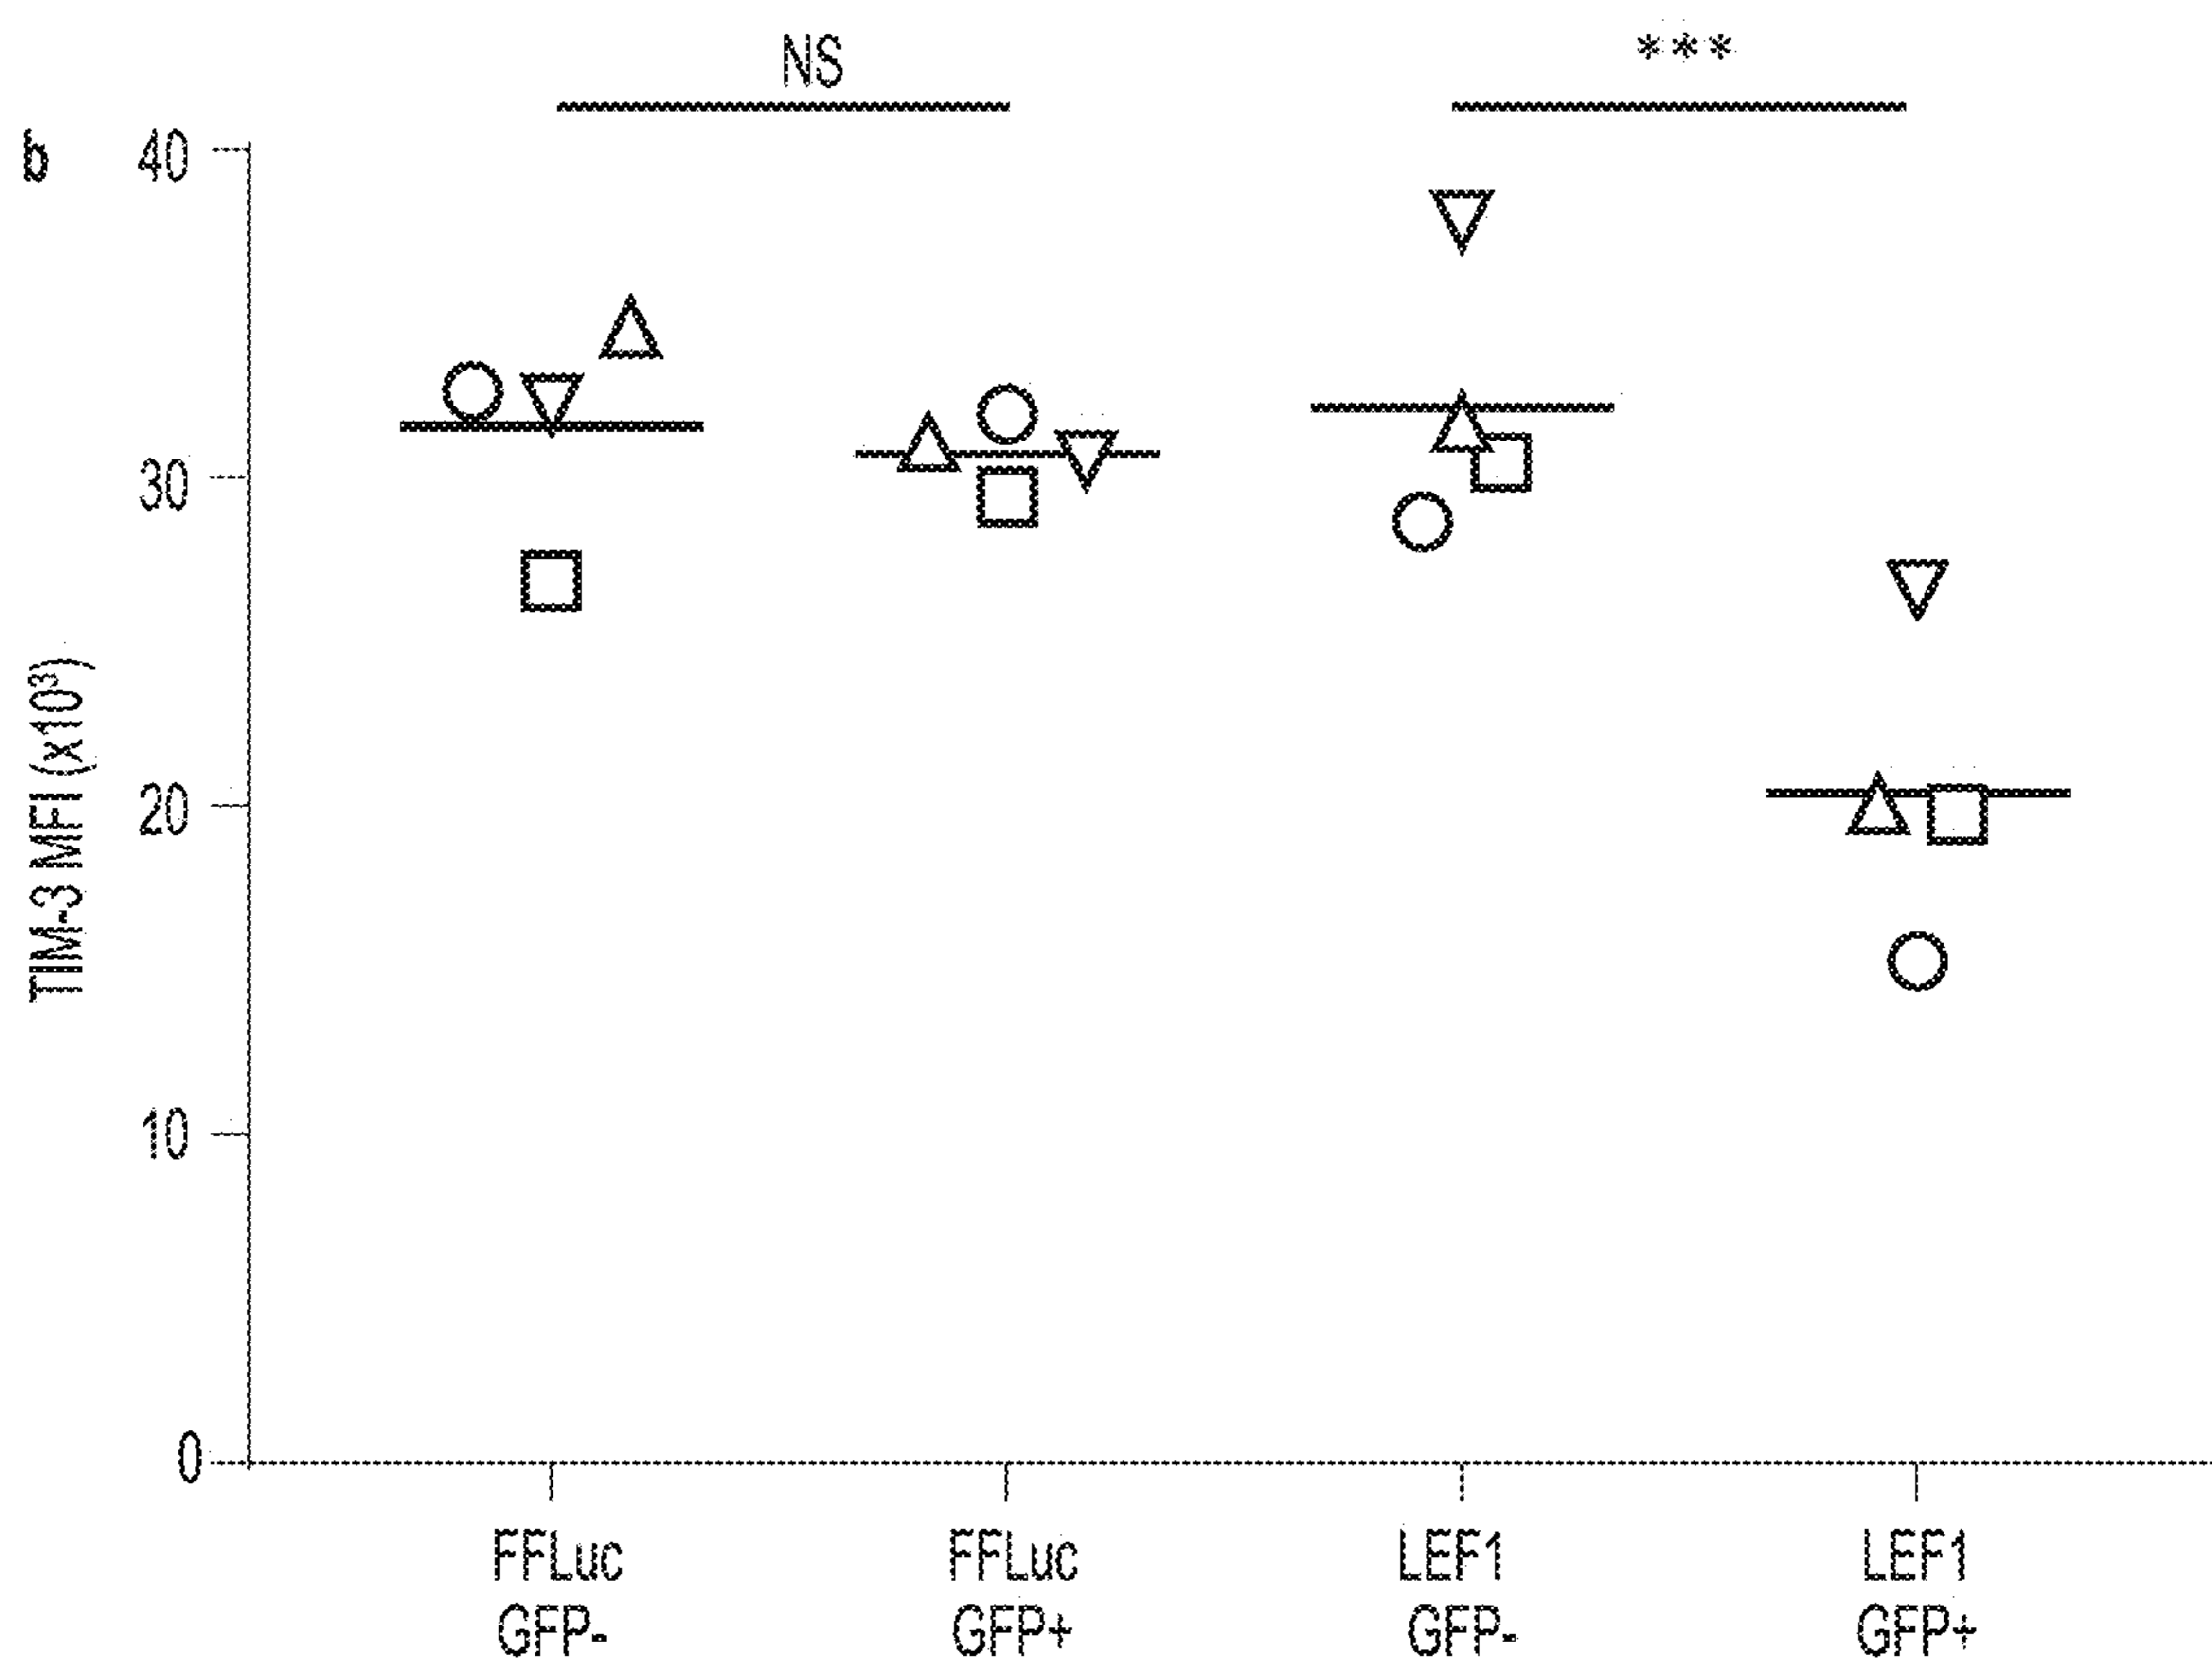 NS
***
b
40
30
20
10
0
TIM-3 MFI (x10³)
FFLuc
GFP-
FFLuc
GFP+
LEF1
GFP-
LEF1
GFP+